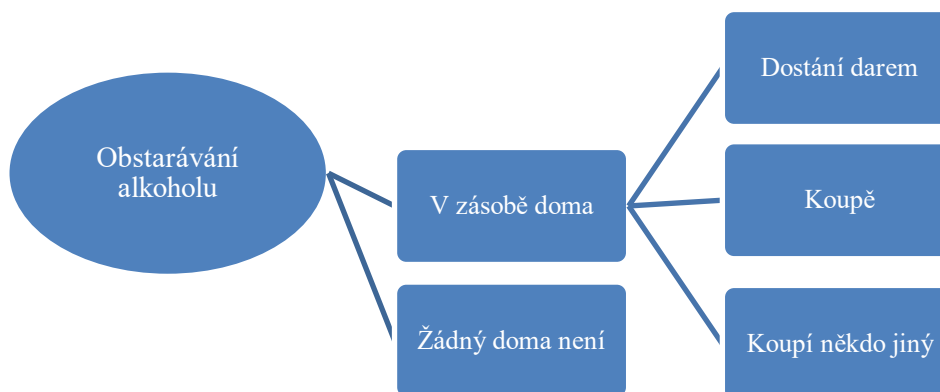 Obstarávání
alkoholu
V zásobě doma
Žádný doma není
Dostání darem
Koupě
Koupí někdo jiný